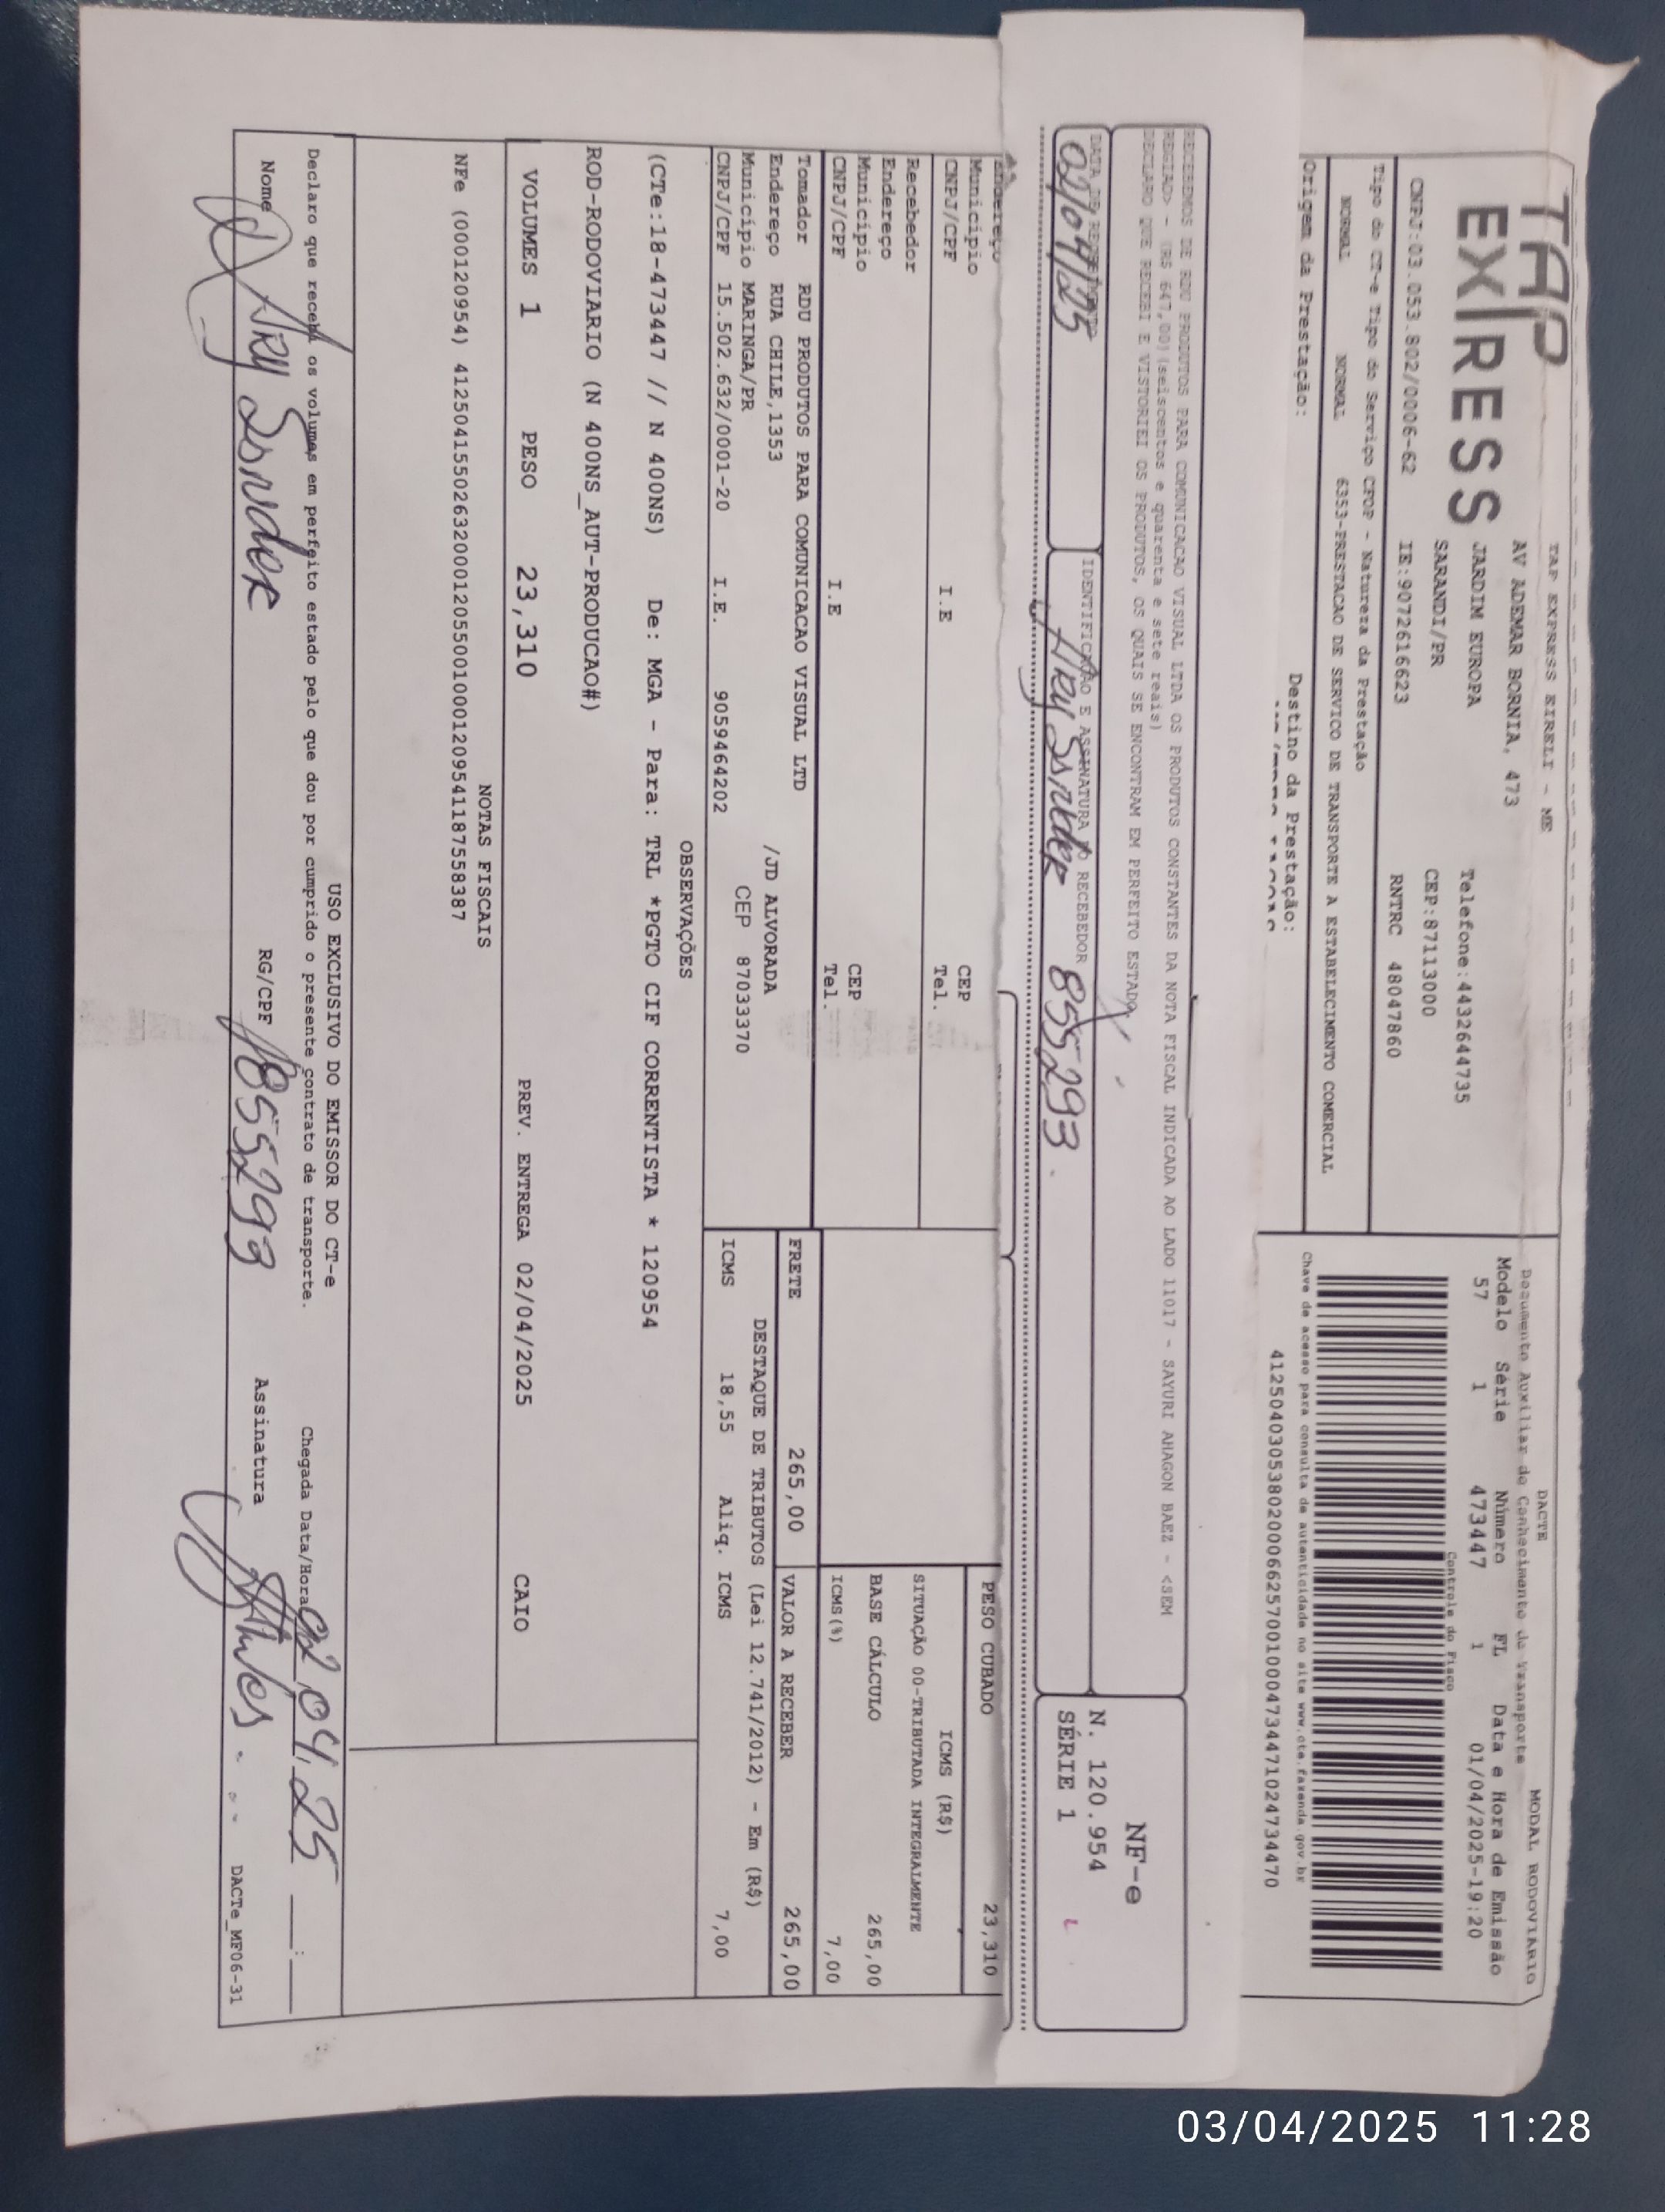 TAP
EXPRESS
TAP EXPRESS EIRELI - ME
AV ADEMAR BORNIA, 473
JARDIM EUROPA Telefone:4432644735
SARANDI/PR CEP:87113000
CNPJ:03.053.802/0006-62 IE:9072616623 RNTRC 48047860
Tipo do CT-e Tipo do Serviço CFOP - Natureza da Prestação
NORMAL NORMAL 6353-PRESTACAO DE SERVICO DE TRANSPORTE A ESTABELECIMENTO COMERCIAL
Origem da Prestação: Destino da Prestação:
DACTE MODAL RODOVIARIO
Documento Auxiliar do Conhecimento de Transporte
Modelo Série Número FL Data e Hora de Emissão
57 1 473447 1 01/04/2025-19:20
Controle do Fisco
Chave de acesso para consulta de autenticidade no site www.cte.fazenda.gov.br
41250403053802000662570010004734471024734470
RECEBEMOS DE RDU PRODUTOS PARA COMUNICACAO VISUAL LTDA OS PRODUTOS CONSTANTES DA NOTA FISCAL INDICADA AO LADO 11017 - SAYURI AHAGON BAEZ - <SEM
REGIAO> - (R$ 647,00)(seiscentos e quarenta e sete reais)
DECLARO QUE RECEBI E VISTORIEI OS PRODUTOS, OS QUAIS SE ENCONTRAM EM PERFEITO ESTADO.
DATA DE RECEBIMENTO IDENTIFICAÇÃO E ASSINATURA DO RECEBEDOR
02/04/25 855293
NF-e
N. 120.954
SÉRIE 1
Endereço
Município CEP
CNPJ/CPF I.E Tel.
Recebedor
Endereço
Município CEP
CNPJ/CPF I.E Tel.
Tomador RDU PRODUTOS PARA COMUNICACAO VISUAL LTD
Endereço RUA CHILE,1353 /JD ALVORADA
Município MARINGA/PR CEP 87033370
CNPJ/CPF 15.502.632/0001-20 I.E. 9059464202
PESO CUBADO 23,310
ICMS (R$)
SITUAÇÃO 00-TRIBUTADA INTEGRALMENTE
BASE CÁLCULO 265,00
ICMS(%) 7,00
FRETE 265,00 VALOR A RECEBER 265,00
DESTAQUE DE TRIBUTOS (Lei 12.741/2012) - Em (R$)
ICMS 18,55 Aliq. ICMS 7,00
OBSERVAÇÕES
(CTe:18-473447 // N 400NS) De: MGA - Para: TRL *PGTO CIF CORRENTISTA * 120954
ROD-RODOVIARIO (N 400NS_AUT-PRODUCAO#)
VOLUMES 1 PESO 23,310 PREV. ENTREGA 02/04/2025 CAIO
NOTAS FISCAIS
NFe (000120954) 41250415502632000120550010001209541187558387
USO EXCLUSIVO DO EMISSOR DO CT-e
Declaro que recebi os volumes em perfeito estado pelo que dou por cumprido o presente contrato de transporte. Chegada Data/Hora 02 04 25 :
Nome RG/CPF 855293 Assinatura DACTe_MF06-31
03/04/2025 11:28